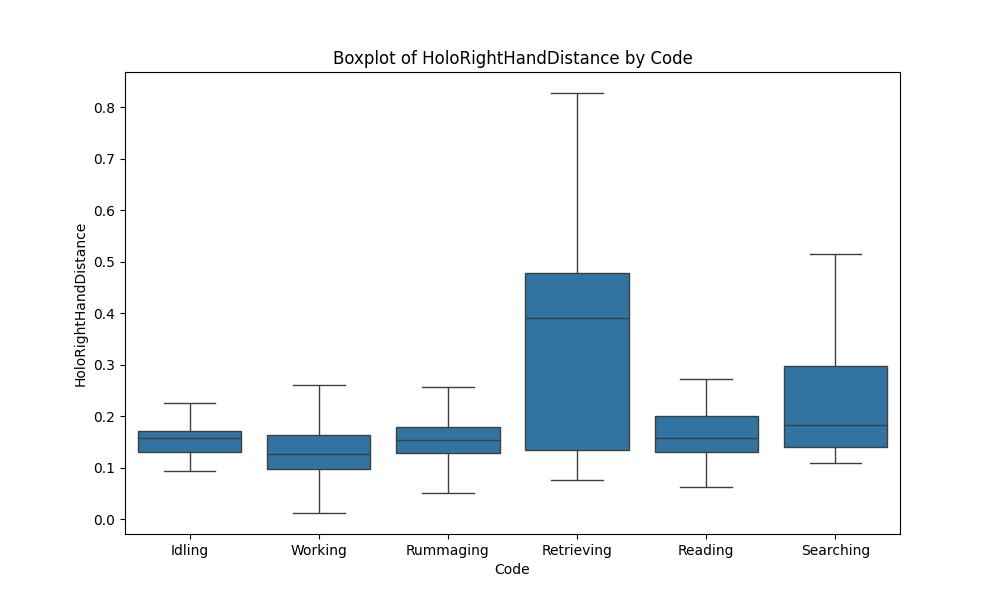 Boxplot of HoloRightHandDistance by Code
HoloRightHandDistance
0.8
0.7
0.6
0.5
0.4
0.3
0.2
0.1
0.0
Idling Working Rummaging Retrieving Reading Searching
Code